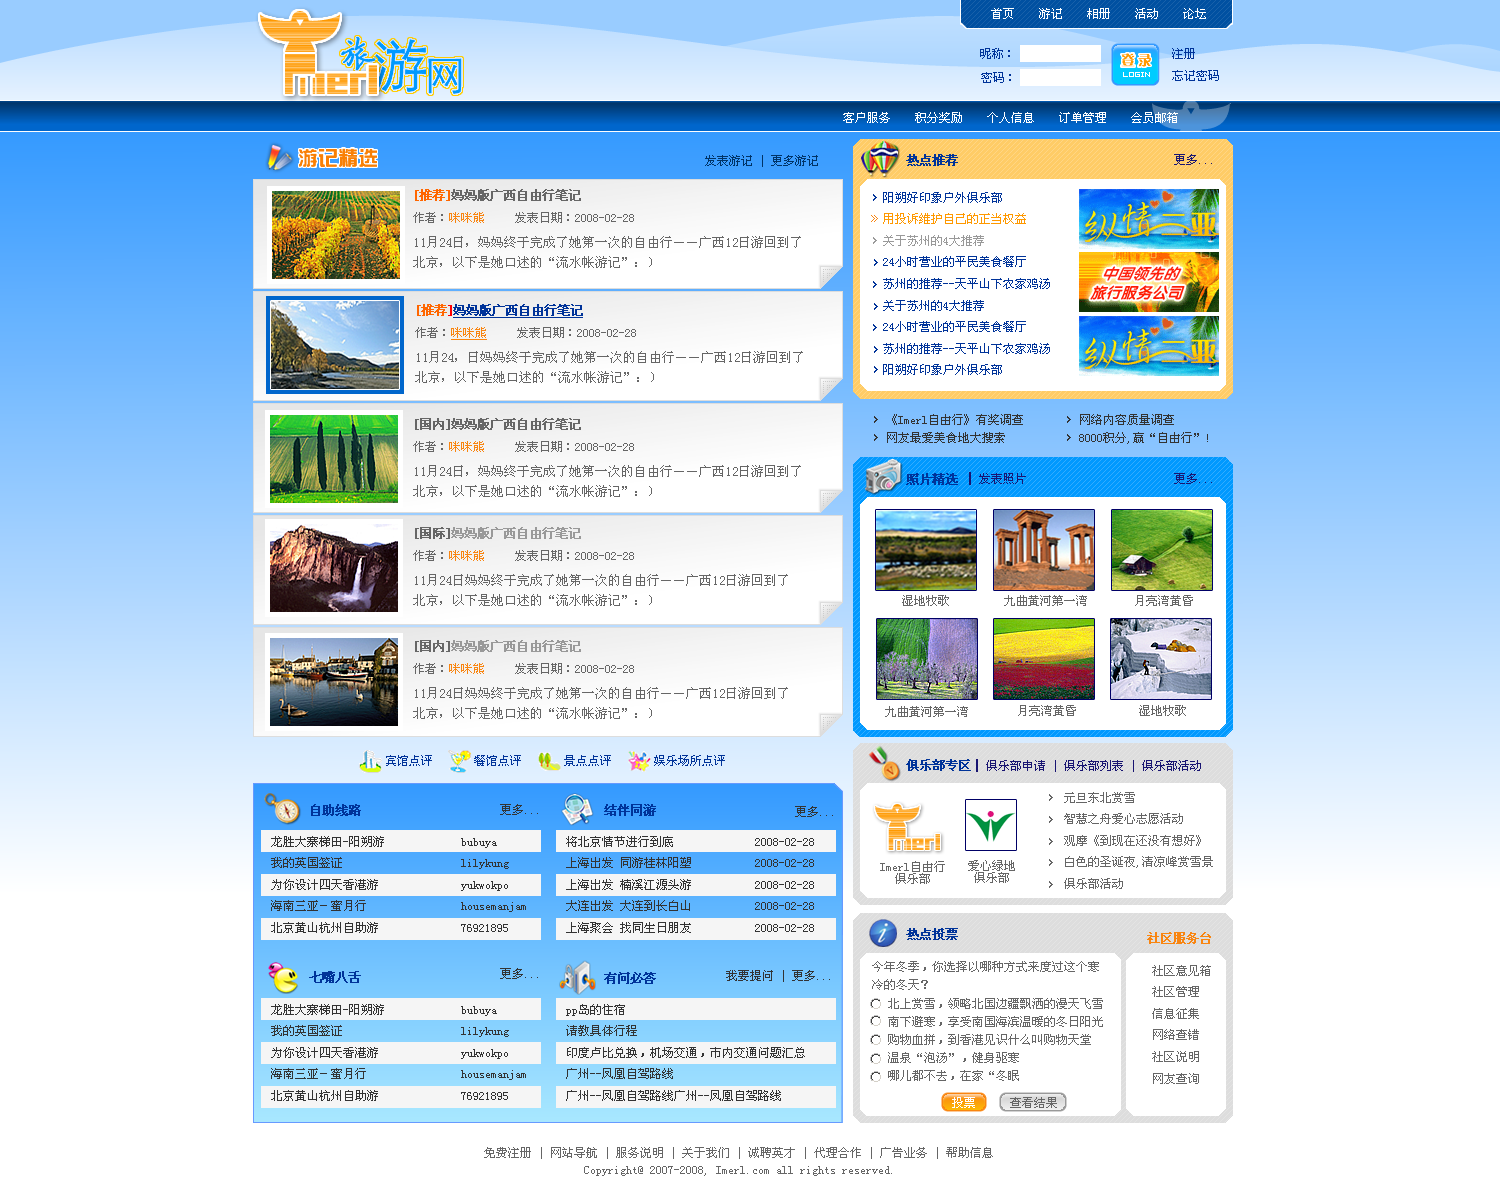 首页 游记 相册 活动 论坛
Imerl旅游网
昵称： 登录 LOGIN 注册
密码： 忘记密码
客户服务 积分奖励 个人信息 订单管理 会员邮箱
游记精选 发表游记 | 更多游记
[推荐]妈妈版广西自由行笔记
作者：咪咪熊 发表日期：2008-02-28
11月24日，妈妈终于完成了她第一次的自由行——广西12日游回到了
北京，以下是她口述的“流水帐游记”：）
[推荐]妈妈版广西自由行笔记
作者：咪咪熊 发表日期：2008-02-28
11月24，日妈妈终于完成了她第一次的自由行——广西12日游回到了
北京，以下是她口述的“流水帐游记”：）
[国内]妈妈版广西自由行笔记
作者：咪咪熊 发表日期：2008-02-28
11月24日，妈妈终于完成了她第一次的自由行——广西12日游回到了
北京，以下是她口述的“流水帐游记”：）
[国际]妈妈版广西自由行笔记
作者：咪咪熊 发表日期：2008-02-28
11月24日妈妈终于完成了她第一次的自由行——广西12日游回到了
北京，以下是她口述的“流水帐游记”：）
[国内]妈妈版广西自由行笔记
作者：咪咪熊 发表日期：2008-02-28
11月24日妈妈终于完成了她第一次的自由行——广西12日游回到了
北京，以下是她口述的“流水帐游记”：）
宾馆点评 餐馆点评 景点点评 娱乐场所点评
自助线路 更多...
龙胜大寨梯田-阳朔游 bubuya
我的英国签证 lilykung
为你设计四天香港游 yukwokpo
海南三亚－蜜月行 housemanjam
北京黄山杭州自助游 76921895
结伴同游 更多...
将北京情节进行到底 2008-02-28
上海出发 同游桂林阳塑 2008-02-28
上海出发 楠溪江源头游 2008-02-28
大连出发 大连到长白山 2008-02-28
上海聚会 找同生日朋友 2008-02-28
七嘴八舌 更多...
龙胜大寨梯田-阳朔游 bubuya
我的英国签证 lilykung
为你设计四天香港游 yukwokpo
海南三亚－蜜月行 housemanjam
北京黄山杭州自助游 76921895
有问必答 我要提问 | 更多...
pp岛的住宿
请教具体行程
印度卢比兑换，机场交通，市内交通问题汇总
广州--凤凰自驾路线
广州--凤凰自驾路线广州--凤凰自驾路线
热点推荐 更多...
阳朔好印象户外俱乐部
用投诉维护自己的正当权益
关于苏州的4大推荐
24小时营业的平民美食餐厅
苏州的推荐--天平山下农家鸡汤
关于苏州的4大推荐
24小时营业的平民美食餐厅
苏州的推荐--天平山下农家鸡汤
阳朔好印象户外俱乐部
纵情三亚
中国领先的
旅行服务公司
纵情三亚
《Imerl自由行》有奖调查 网络内容质量调查
网友最爱美食地大搜索 8000积分,赢“自由行”!
照片精选 | 发表照片 更多...
湿地牧歌 九曲黄河第一湾 月亮湾黄昏
九曲黄河第一湾 月亮湾黄昏 湿地牧歌
俱乐部专区 | 俱乐部申请 | 俱乐部列表 | 俱乐部活动
Imerl
Imerl自由行
俱乐部
爱心绿地
俱乐部
元旦东北赏雪
智慧之舟爱心志愿活动
观摩《到现在还没有想好》
白色的圣诞夜,清凉峰赏雪景
俱乐部活动
热点投票
今年冬季，你选择以哪种方式来度过这个寒
冷的冬天？
北上赏雪，领略北国边疆飘洒的漫天飞雪
南下避寒，享受南国海滨温暖的冬日阳光
购物血拼，到香港见识什么叫购物天堂
温泉“泡汤”，健身驱寒
哪儿都不去，在家“冬眠
投票 查看结果
社区服务台
社区意见箱
社区管理
信息征集
网络查错
社区说明
网友查询
免费注册 | 网站导航 | 服务说明 | 关于我们 | 诚聘英才 | 代理合作 | 广告业务 | 帮助信息
Copyright@ 2007-2008, Imerl.com all rights reserved.